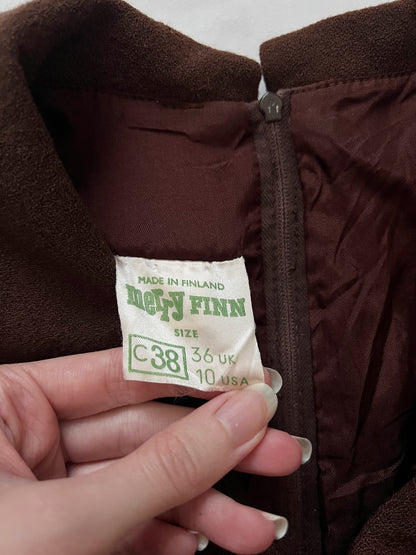 MADE IN FINLAND
merry FINN
SIZE
C38 36 UK
10 USA